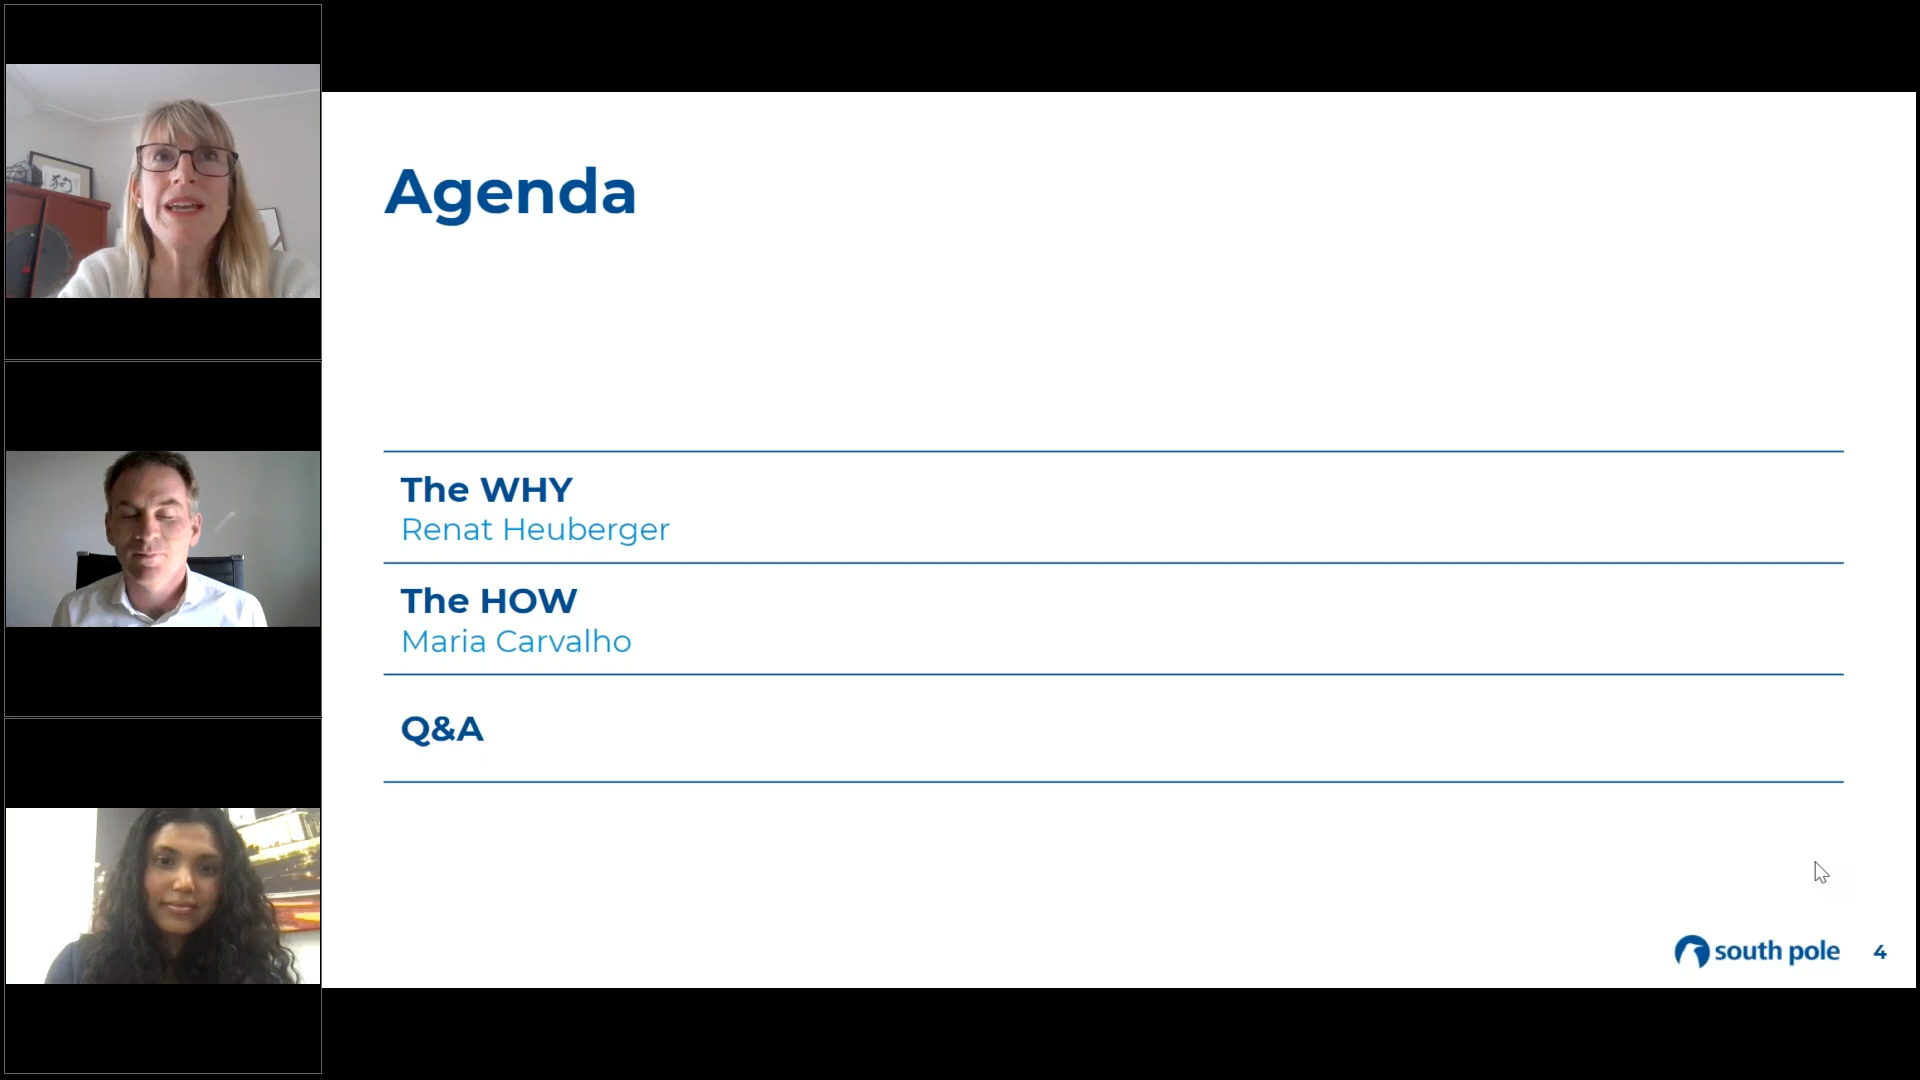 Agenda
The WHY
Renat Heuberger
The HOW
Maria Carvalho
Q&A
south pole
4